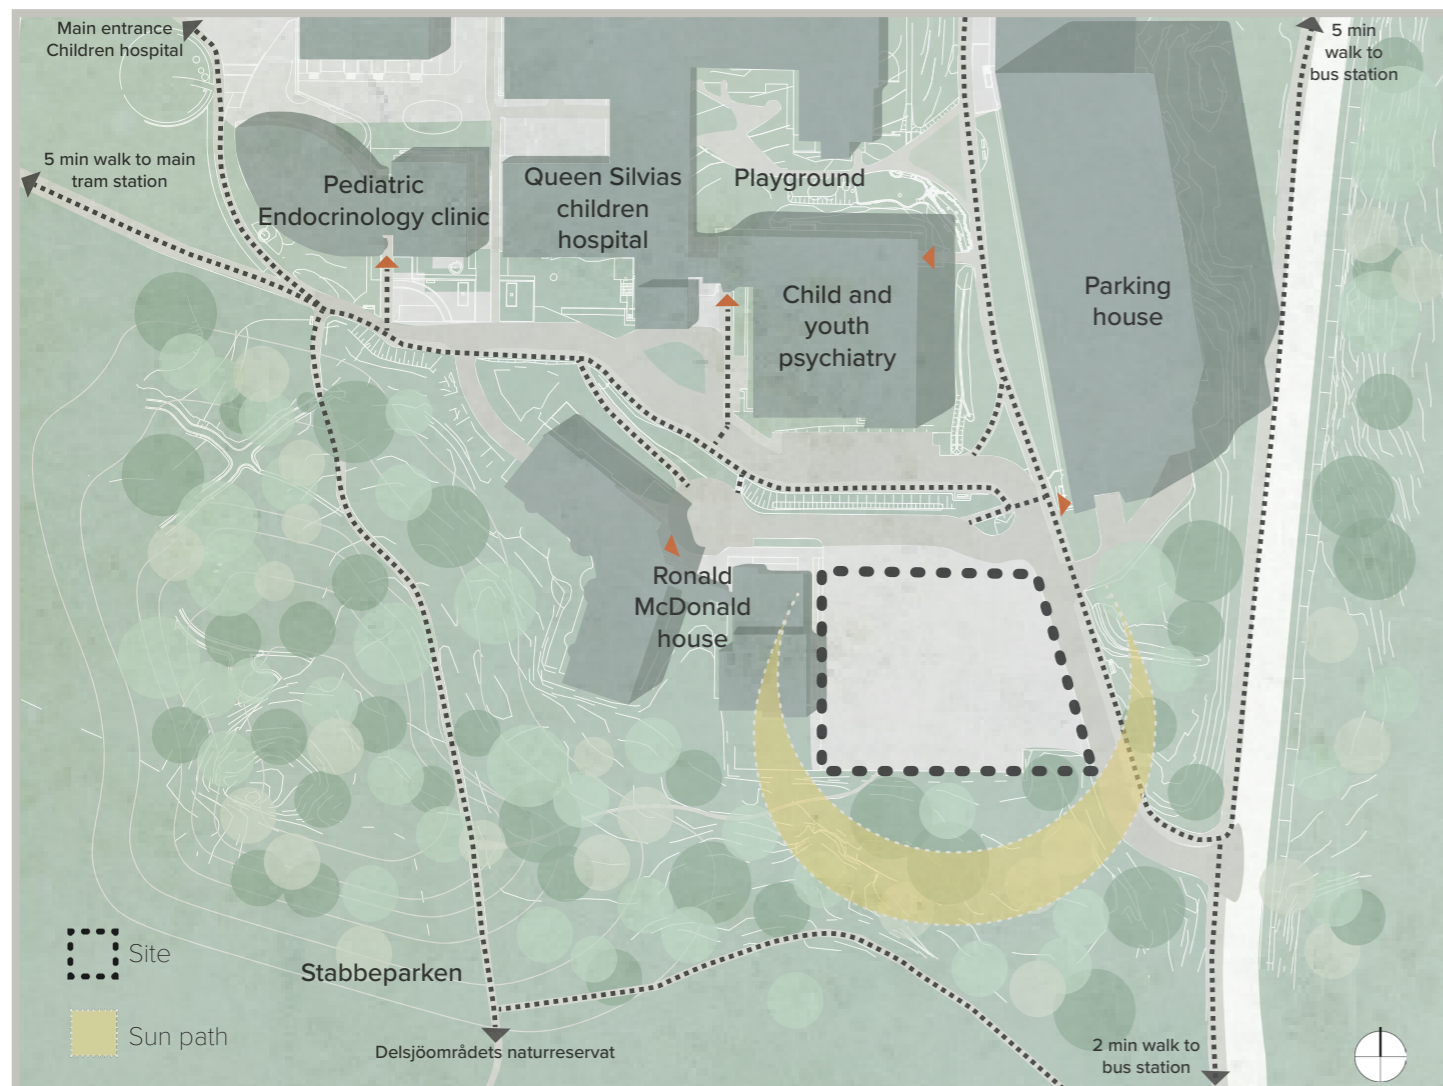 Main entrance
Children hospital
5 min
walk to
bus station
5 min walk to main
tram station
Pediatric
Endocrinology clinic
Queen Silvias
children
hospital
Playground
Child and
youth
psychiatry
Parking
house
Ronald
McDonald
house
Site
Stabbeparken
Sun path
Delsjöområdets naturreservat
2 min walk to
bus station